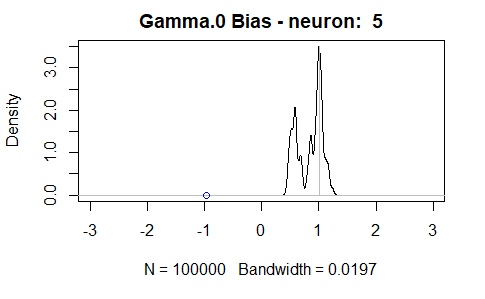 Gamma.0 Bias - neuron:  5
Density
3.0
2.0
1.0
0.0
-3 -2 -1 0 1 2 3
N = 100000   Bandwidth = 0.0197